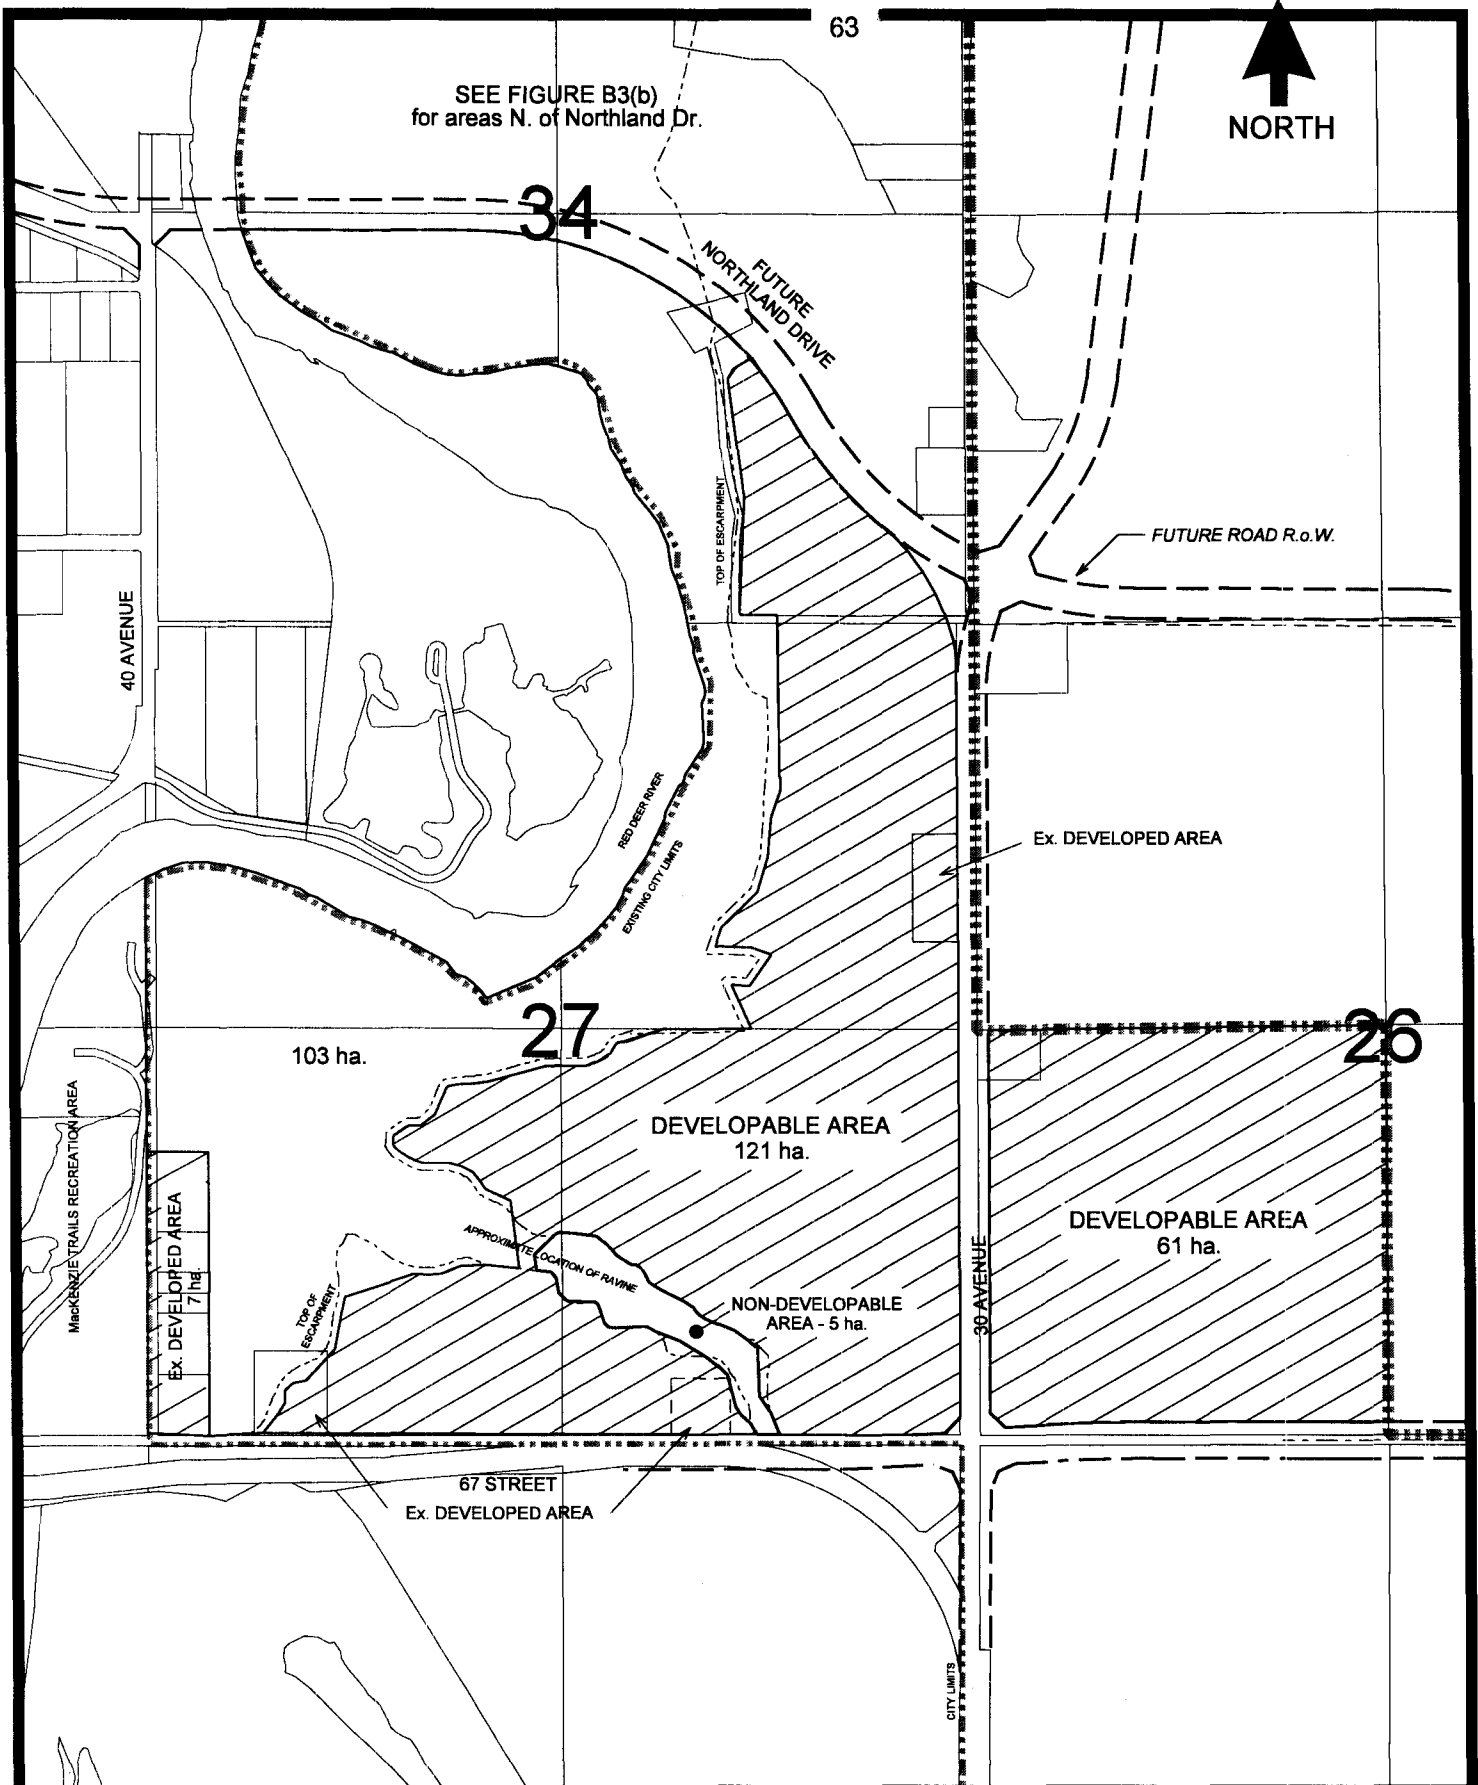 63
SEE FIGURE B3(b)
for areas N. of Northland Dr.
NORTH
34
FUTURE
NORTHLAND DRIVE
TOP OF ESCARPMENT
FUTURE ROAD R.o.W.
40 AVENUE
RED DEER RIVER
EXISTING CITY LIMITS
Ex. DEVELOPED AREA
27
26
103 ha.
DEVELOPABLE AREA
121 ha.
MacKENZIE TRAILS RECREATION AREA
Ex. DEVELOPED AREA
7 ha.
APPROXIMATE LOCATION OF RAVINE
DEVELOPABLE AREA
61 ha.
30 AVENUE
TOP OF
ESCARPMENT
NON-DEVELOPABLE
AREA - 5 ha.
67 STREET
Ex. DEVELOPED AREA
CITY LIMITS